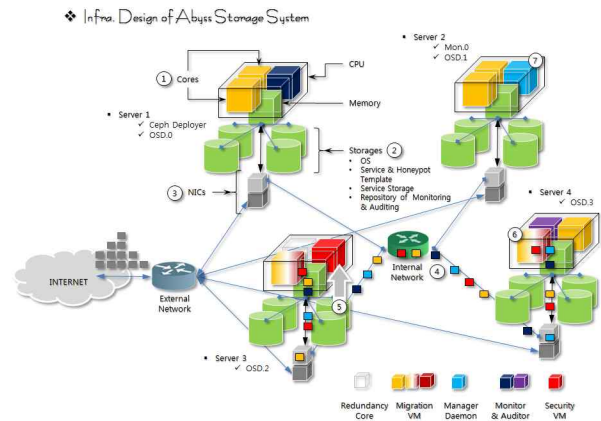 ❖ Infra. Design of Abyss Storage System
① Cores
CPU
Memory
▪ Server 1
✓ Ceph Deployer
✓ OSD.0
Storages ②
• OS
• Service & Honeypot
Template
• Service Storage
• Repository of Monitoring
& Auditing
③ NICs
▪ Server 2
✓ Mon.0
✓ OSD.1
⑦
▪ Server 4
✓ OSD.3
⑥
INTERNET
External
Network
Internal
Network
④
⑤
▪ Server 3
✓ OSD.2
Redundancy
Core
Migration
VM
Manager
Daemon
Monitor
& Auditor
Security
VM